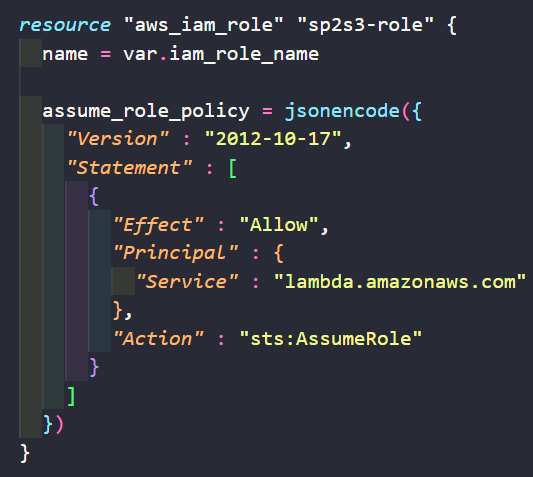 resource "aws_iam_role" "sp2s3-role" {
  name = var.iam_role_name

  assume_role_policy = jsonencode({
    "Version" : "2012-10-17",
    "Statement" : [
      {
        "Effect" : "Allow",
        "Principal" : {
          "Service" : "lambda.amazonaws.com"
        },
        "Action" : "sts:AssumeRole"
      }
    ]
  })
}